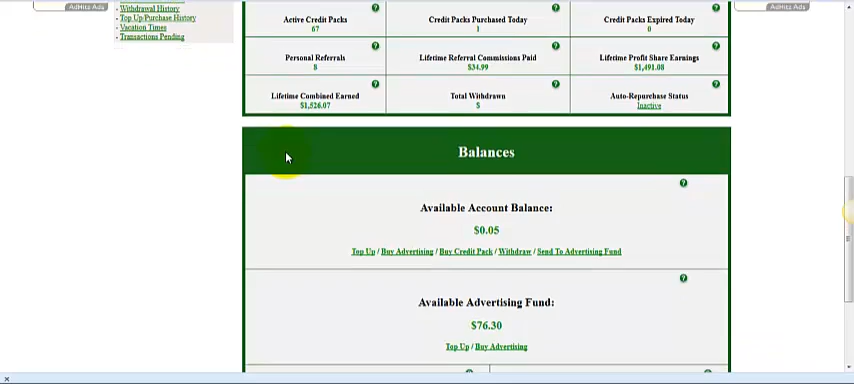 AdHitz Ads
- Withdrawal History
- Top Up/Purchase History
- Vacation Times
- Transactions Pending
Active Credit Packs
67
Credit Packs Purchased Today
1
Credit Packs Expired Today
0
Personal Referrals
8
Lifetime Referral Commissions Paid
$34.99
Lifetime Profit Share Earnings
$1,491.08
Lifetime Combined Earned
$1,526.07
Total Withdrawn
$
Auto-Repurchase Status
Inactive
AdHitz Ads
Balances
Available Account Balance:
$0.05
Top Up / Buy Advertising / Buy Credit Pack / Withdraw / Send To Advertising Fund
Available Advertising Fund:
$76.30
Top Up / Buy Advertising